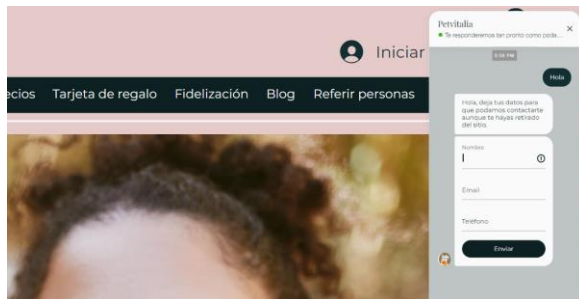 Petvitalia
Te responderemos tan pronto como poda...
Iniciar
Hola
ecios Tarjeta de regalo Fidelización Blog Referir personas
Hola, deja tus datos para
que podamos contactarte
aunque te hayas retirado
del sitio.
Nombre
Email
Teléfono
Enviar